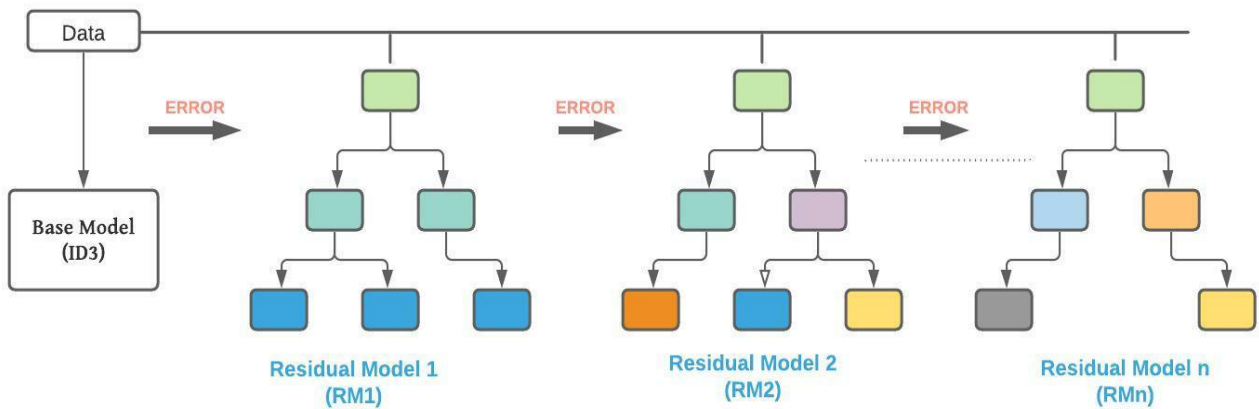 Data
ERROR
ERROR
ERROR
Base Model
(ID3)
Residual Model 1
(RM1)
Residual Model 2
(RM2)
Residual Model n
(RMn)